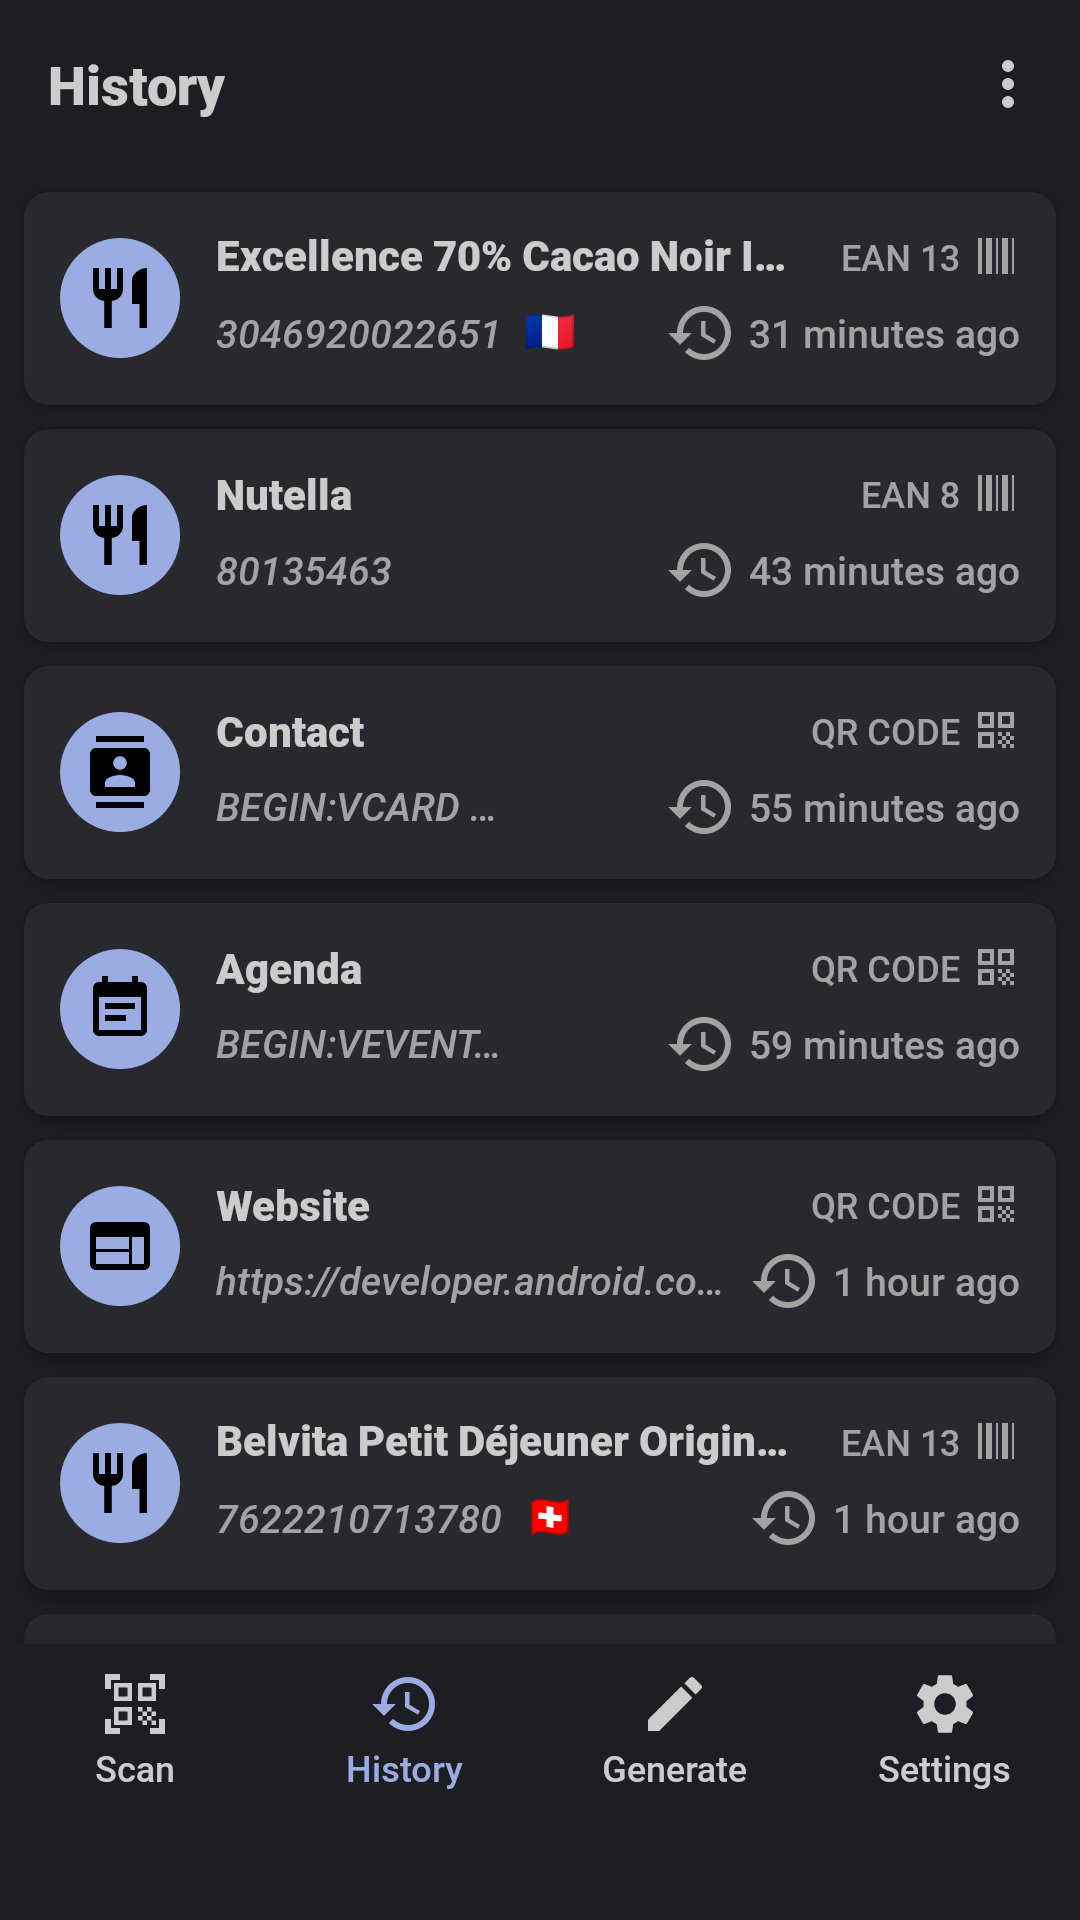 History
Excellence 70% Cacao Noir I... EAN 13
3046920022651 31 minutes ago
Nutella EAN 8
80135463 43 minutes ago
Contact QR CODE
BEGIN:VCARD ... 55 minutes ago
Agenda QR CODE
BEGIN:VEVENT... 59 minutes ago
Website QR CODE
https://developer.android.co... 1 hour ago
Belvita Petit Déjeuner Origin... EAN 13
7622210713780 1 hour ago
Scan History Generate Settings